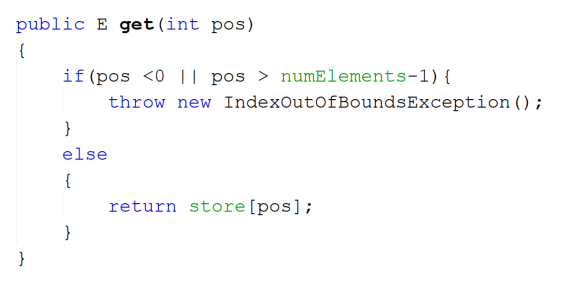 public E get(int pos)
{
    if(pos <0 || pos > numElements-1){
        throw new IndexOutOfBoundsException();
    }
    else
    {
        return store[pos];
    }
}